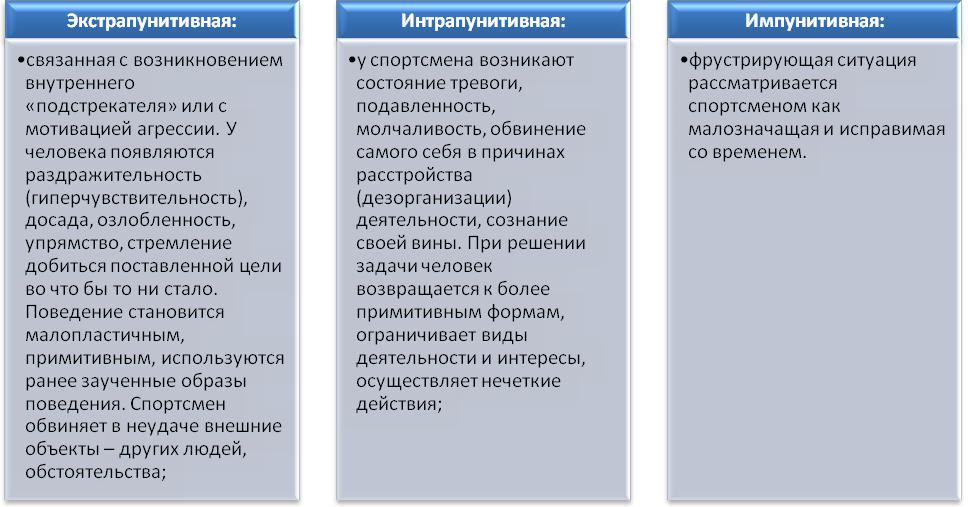 Экстрапунитивная:
•связанная с возникновением
внутреннего
«подстрекателя» или с
мотивацией агрессии. У
человека появляются
раздражительность
(гиперчувствительность),
досада, озлобленность,
упрямство, стремление
добиться поставленной цели
во что бы то ни стало.
Поведение становится
малопластичным,
примитивным, используются
ранее заученные образы
поведения. Спортсмен
обвиняет в неудаче внешние
объекты – других людей,
обстоятельства;
Интрапунитивная:
•у спортсмена возникают
состояние тревоги,
подавленность,
молчаливость, обвинение
самого себя в причинах
расстройства
(дезорганизации)
деятельности, сознание
своей вины. При решении
задачи человек
возвращается к более
примитивным формам,
ограничивает виды
деятельности и интересы,
осуществляет нечеткие
действия;
Импунитивная:
•фрустрирующая ситуация
рассматривается
спортсменом как
малозначащая и исправимая
со временем.